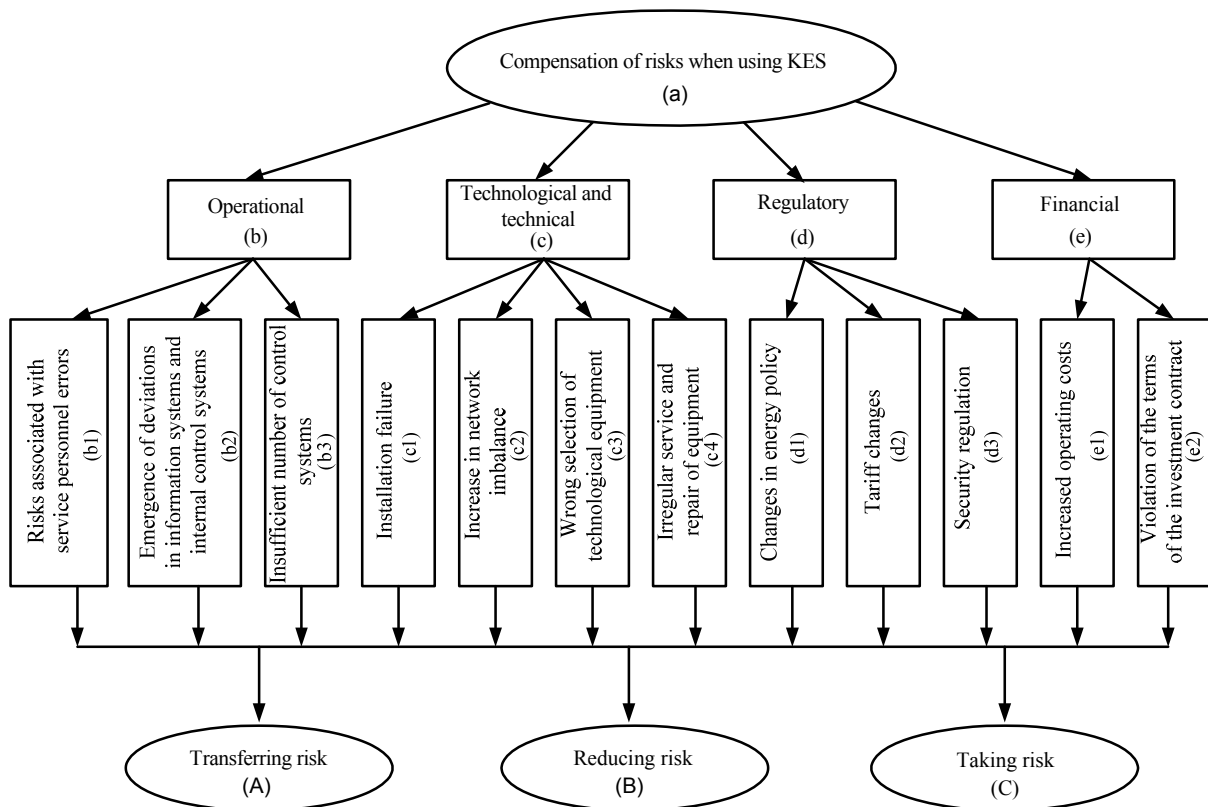 Compensation of risks when using KES
(a)
Operational
(b)
Technological and
technical
(c)
Regulatory
(d)
Financial
(e)
Risks associated with
service personnel errors
(b1)
Emergence of deviations
in information systems and
internal control systems
(b2)
Insufficient number of control
systems
(b3)
Installation failure
(c1)
Increase in network
imbalance
(c2)
Wrong selection of
technological equipment
(c3)
Irregular service and
repair of equipment
(c4)
Changes in energy policy
(d1)
Tariff changes
(d2)
Security regulation
(d3)
Increased operating costs
(e1)
Violation of the terms
of the investment contract
(e2)
Transferring risk
(A)
Reducing risk
(B)
Taking risk
(C)